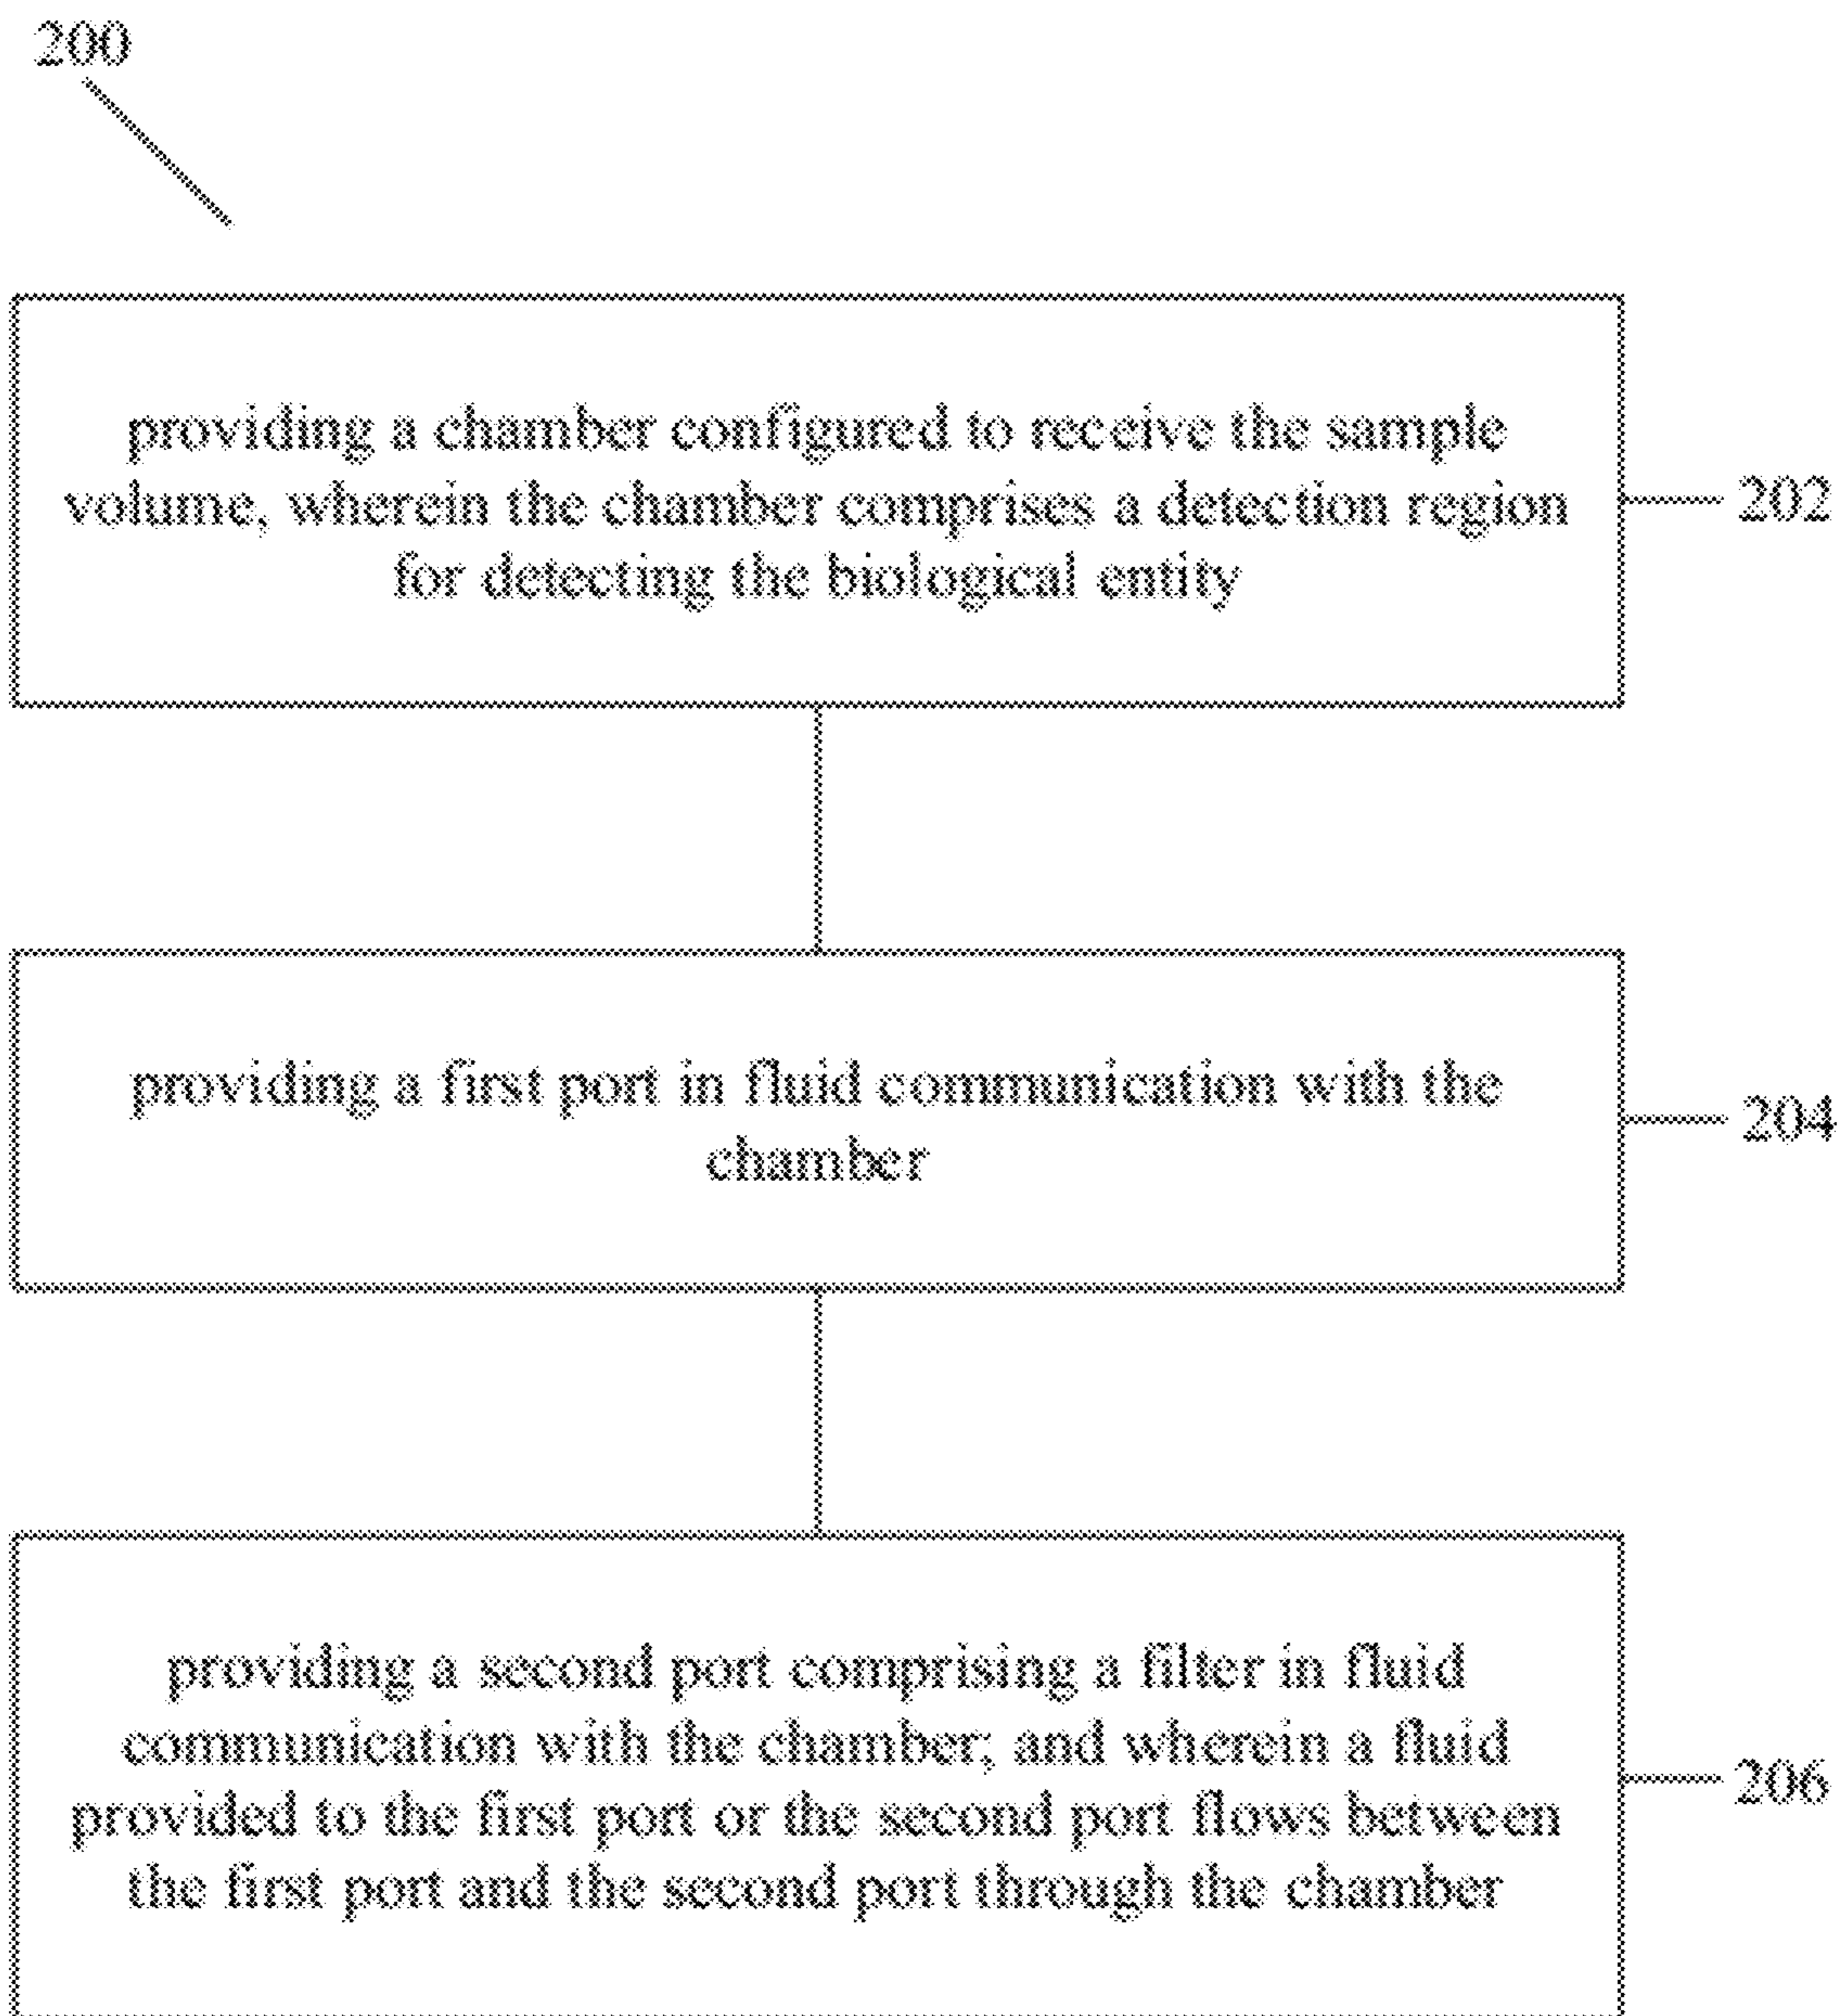 200
providing a chamber configured to receive the sample
volume, wherein the chamber comprises a detection region
for detecting the biological entity
202
providing a first port in fluid communication with the
chamber
204
providing a second port comprising a filter in fluid
communication with the chamber; and wherein a fluid
provided to the first port or the second port flows between
the first port and the second port through the chamber
206